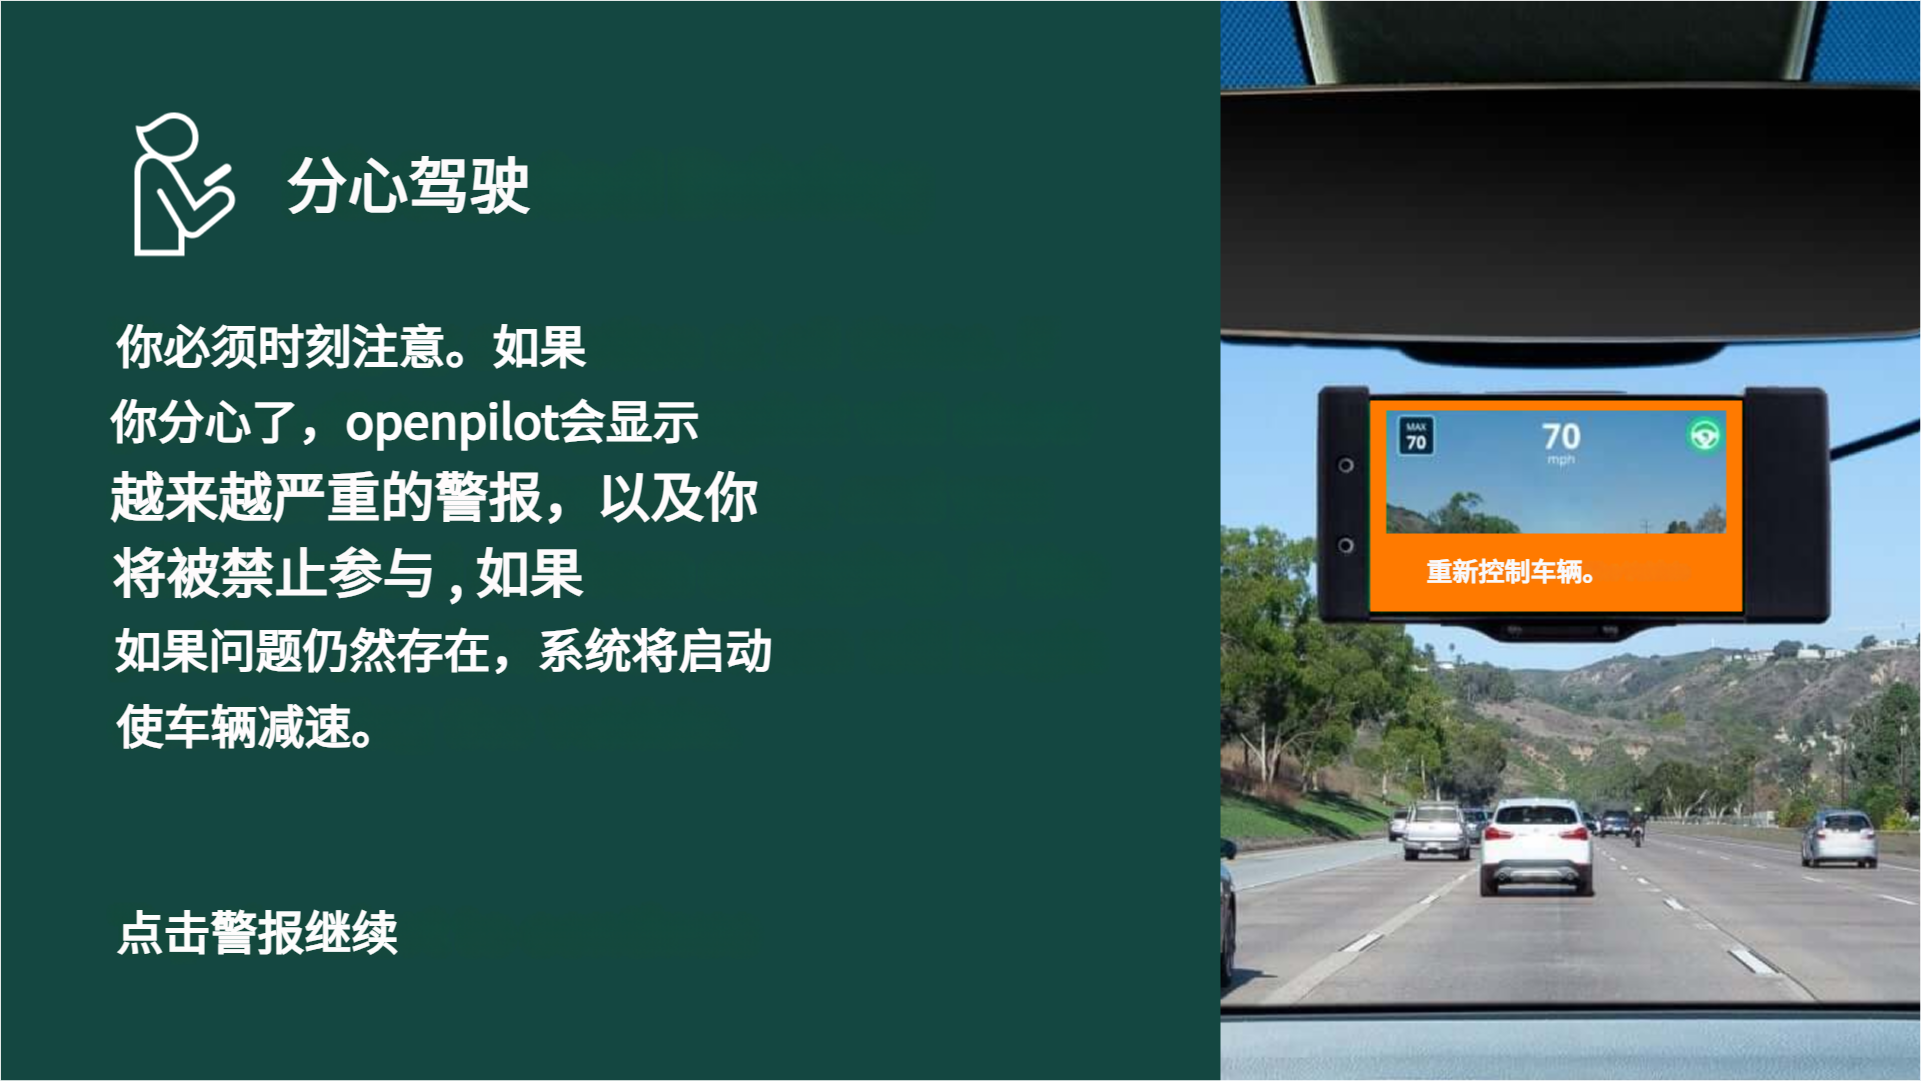 分心驾驶
你必须时刻注意。如果
你分心了，openpilot会显示
越来越严重的警报，以及你
将被禁止参与 , 如果
如果问题仍然存在，系统将启动
使车辆减速。
点击警报继续
MAX
70
70
mph
重新控制车辆。